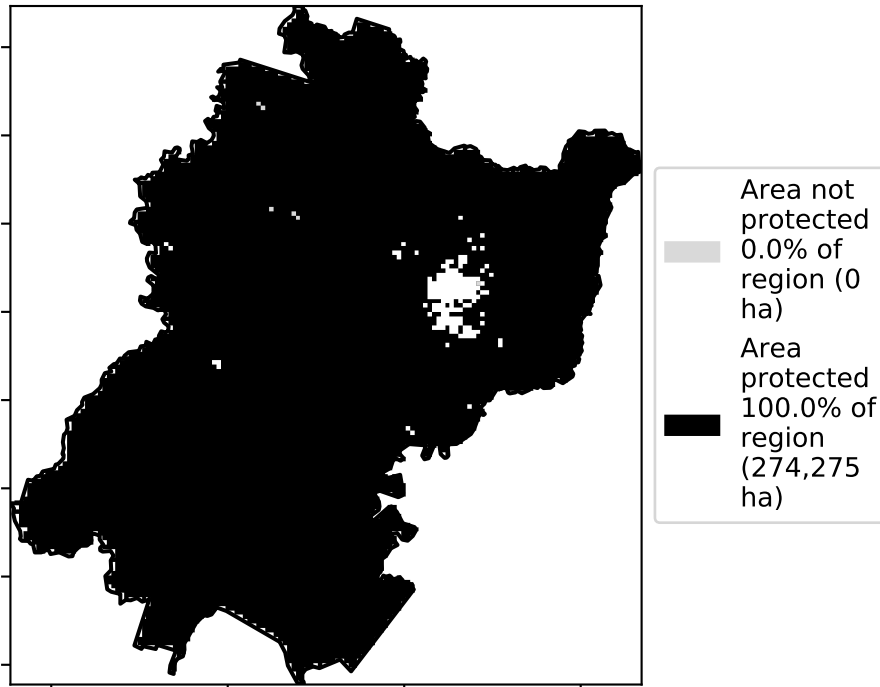 Area not
protected
0.0% of
region (0
ha)
Area
protected
100.0% of
region
(274,275
ha)